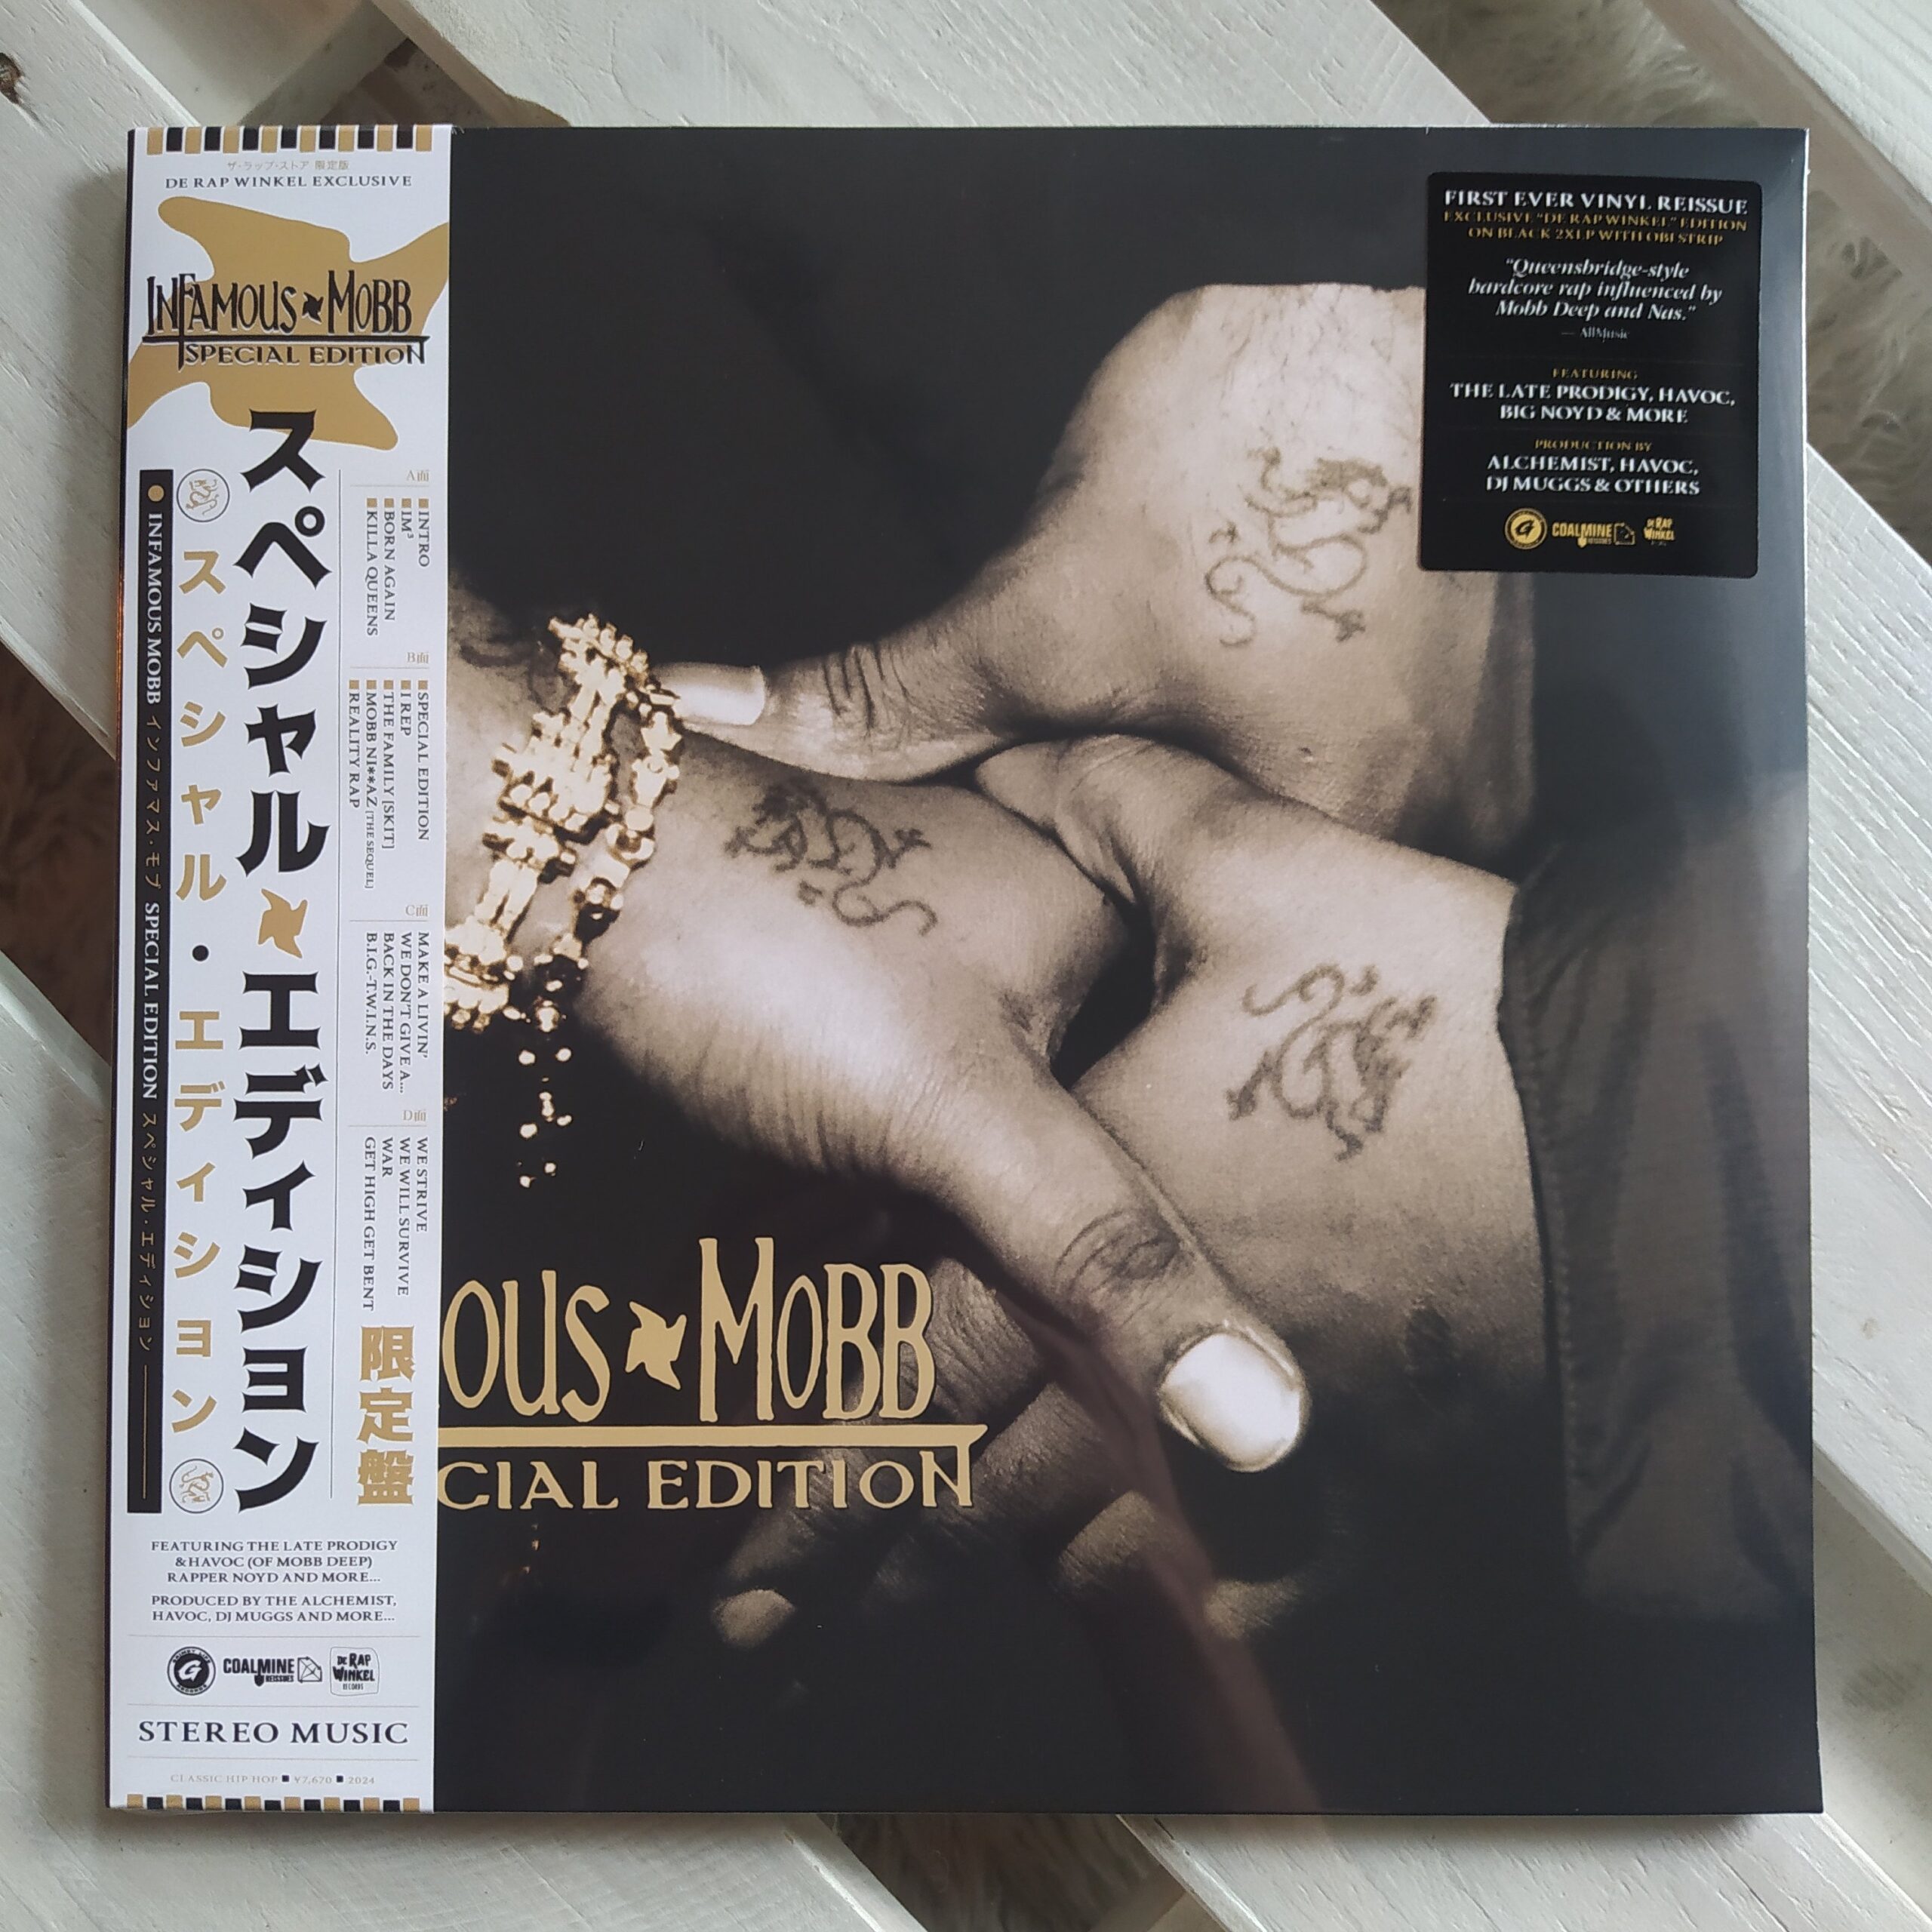 ザ・ラップ・ストア 限定版
DE RAP WINKEL EXCLUSIVE
INFAMOUS MOBB
SPECIAL EDITION
スペシャル エディション
スペシャル・エディション
INFAMOUS MOBB インファマス・モブ SPECIAL EDITION スペシャル・エディション
A面
INTRO
IM³
BORN AGAIN
KILLA QUEENS
B面
SPECIAL EDITION
I REP
THE FAMILY [SKIT]
MOBB NI**AZ [THE SEQUEL]
REALITY RAP
C面
MAKE A LIVIN'
WE DON'T GIVE A...
BACK IN THE DAYS
B.I.G.-T.W.I.N.S.
D面
WE STRIVE
WE WILL SURVIVE
WAR
GET HIGH GET BENT
限定盤
FEATURING THE LATE PRODIGY
& HAVOC (OF MOBB DEEP)
RAPPER NOYD AND MORE...
PRODUCED BY THE ALCHEMIST,
HAVOC, DJ MUGGS AND MORE...
G
COALMINE
REISSUES
DE RAP
WINKEL
RECORDS
STEREO MUSIC
CLASSIC HIP HOP ■ ¥7,670 ■ 2024
OUS MOBB
CIAL EDITION
FIRST EVER VINYL REISSUE
EXCLUSIVE "DE RAP WINKEL" EDITION
ON BLACK 2XLP WITH OBI STRIP
"Queensbridge-style
hardcore rap influenced by
Mobb Deep and Nas."
— AllMusic
FEATURING
THE LATE PRODIGY, HAVOC,
BIG NOYD & MORE
PRODUCTION BY
ALCHEMIST, HAVOC,
DJ MUGGS & OTHERS
G
COALMINE
REISSUES
DE RAP
WINKEL